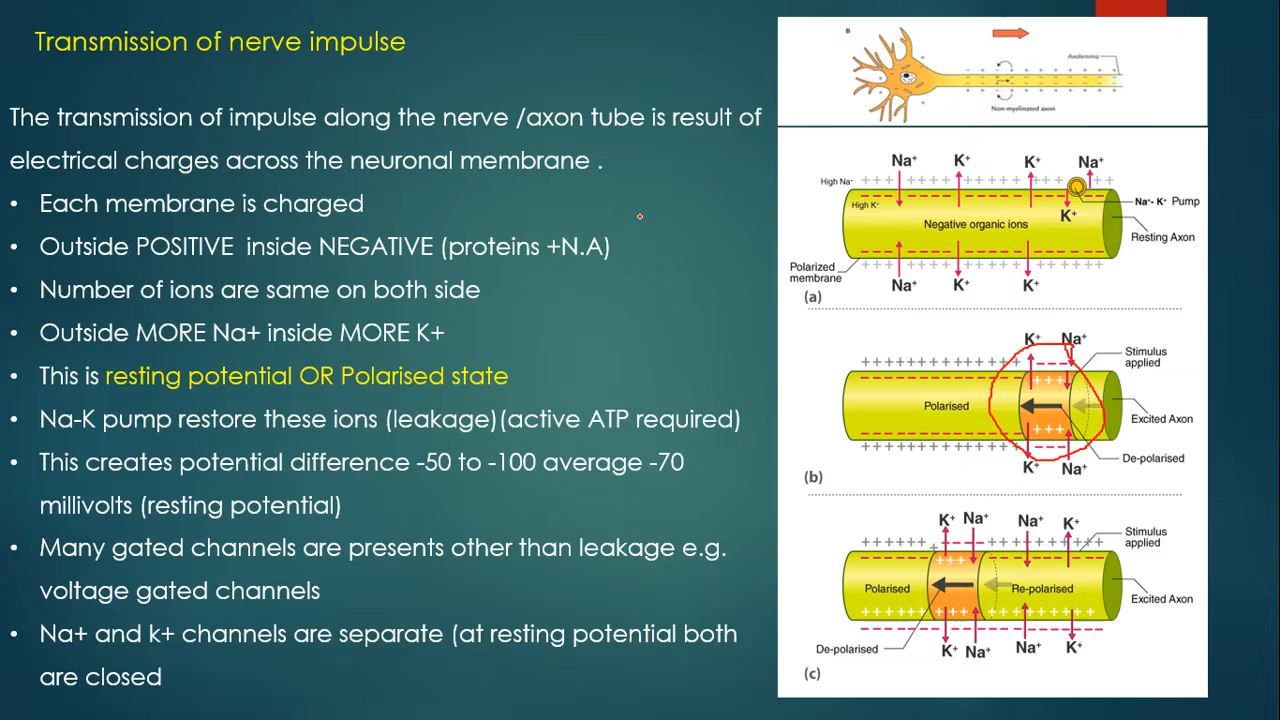 Transmission of nerve impulse
The transmission of impulse along the nerve /axon tube is result of
electrical charges across the neuronal membrane .
• Each membrane is charged
• Outside POSITIVE inside NEGATIVE (proteins +N.A)
• Number of ions are same on both side
• Outside MORE Na+ inside MORE K+
• This is resting potential OR Polarised state
• Na-K pump restore these ions (leakage)(active ATP required)
• This creates potential difference -50 to -100 average -70
millivolts (resting potential)
• Many gated channels are presents other than leakage e.g.
voltage gated channels
• Na+ and k+ channels are separate (at resting potential both
are closed
B
Axolemma
Non-myelinated axon
Na⁺ K⁺ K⁺ Na⁺
High Na⁺
High K⁺
Na⁺- K⁺ Pump
K⁺
Negative organic ions
Resting Axon
Polarized
membrane
Na⁺ K⁺ K⁺
(a)
K⁺ Na⁺
Stimulus
applied
Polarised
Excited Axon
De-polarised
K⁺ Na⁺
(b)
K⁺ Na⁺ Na⁺ K⁺
Stimulus
applied
Polarised
Re-polarised
Excited Axon
De-polarised
K⁺ Na⁺ Na⁺ K⁺
(c)